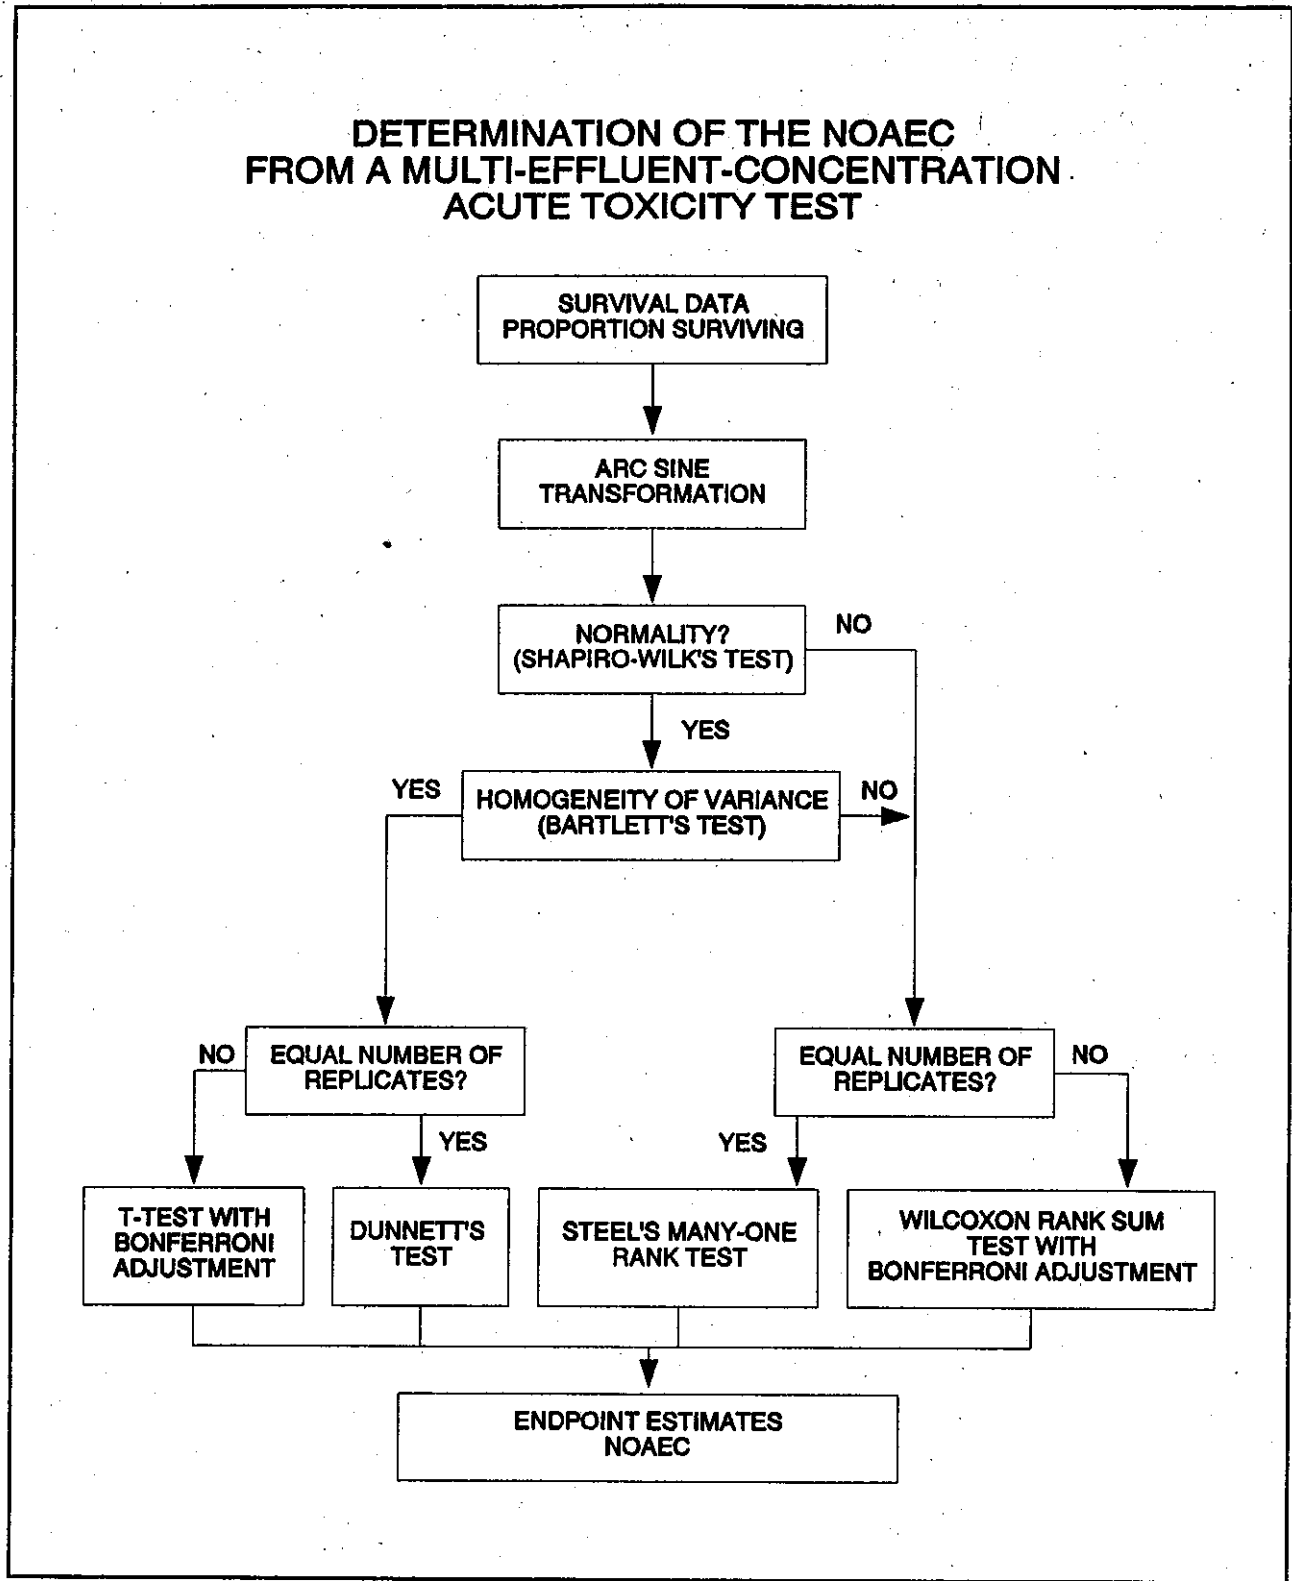 DETERMINATION OF THE NOAEC
FROM A MULTI-EFFLUENT-CONCENTRATION
ACUTE TOXICITY TEST
SURVIVAL DATA
PROPORTION SURVIVING
ARC SINE
TRANSFORMATION
NORMALITY?
(SHAPIRO-WILK'S TEST)
NO
YES
YES
HOMOGENEITY OF VARIANCE
(BARTLETT'S TEST)
NO
NO
EQUAL NUMBER OF
REPLICATES?
EQUAL NUMBER OF
REPLICATES?
NO
YES
YES
T-TEST WITH
BONFERRONI
ADJUSTMENT
DUNNETT'S
TEST
STEEL'S MANY-ONE
RANK TEST
WILCOXON RANK SUM
TEST WITH
BONFERRONI ADJUSTMENT
ENDPOINT ESTIMATES
NOAEC